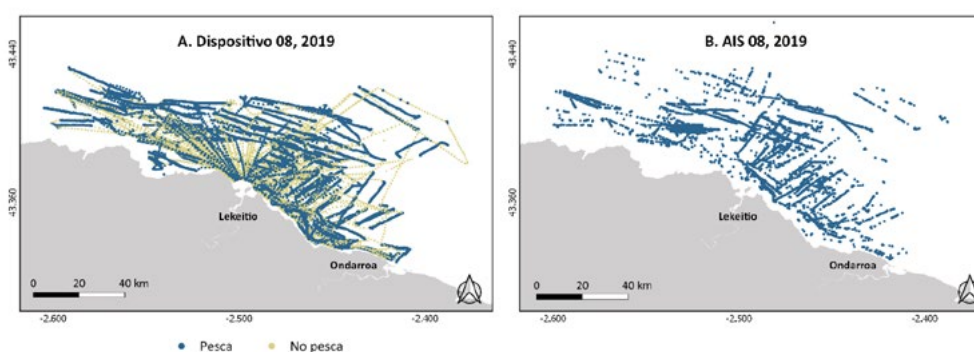 A. Dispositivo 08, 2019
43.440
43.360
Lekeitio
Ondarroa
0 20 40 km
-2.600 -2.500 -2.400
B. AIS 08, 2019
43.440
43.360
Lekeitio
Ondarroa
0 20 40 km
-2.600 -2.500 -2.400
Pesca No pesca